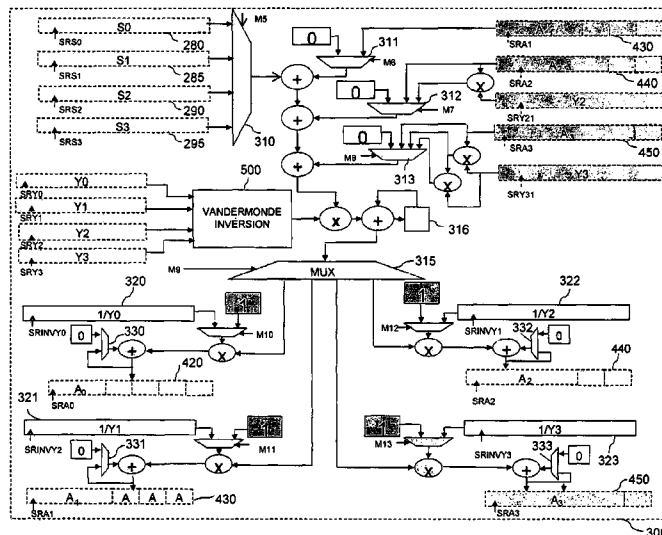 S0
M5
SRS0
280
S1
SRS1
285
S2
SRS2
290
S3
SRS3
295
310
0
311
M6
SRA1
430
0
312
M7
x
SRA2
440
Y2
SRY21
0
313
M8
x
x
SRA3
450
Y3
SRY31
+
+
+
Y0
SRY0
Y1
SRY1
Y2
SRY2
Y3
SRY3
500
VANDERMONDE
INVERSION
x
+
316
M9
MUX
315
320
1/Y0
SRINVY0
0
330
+
1
M10
x
420
A0
SRA0
1
M12
x
322
1/Y2
SRINVY1
332
0
+
440
A2
SRA2
321
1/Y1
SRINVY2
0
331
+
1
M11
x
A1
A
A
A
430
SRA1
M13
x
1/Y3
SRINVY3
323
333
0
+
450
A3
SRA3
300